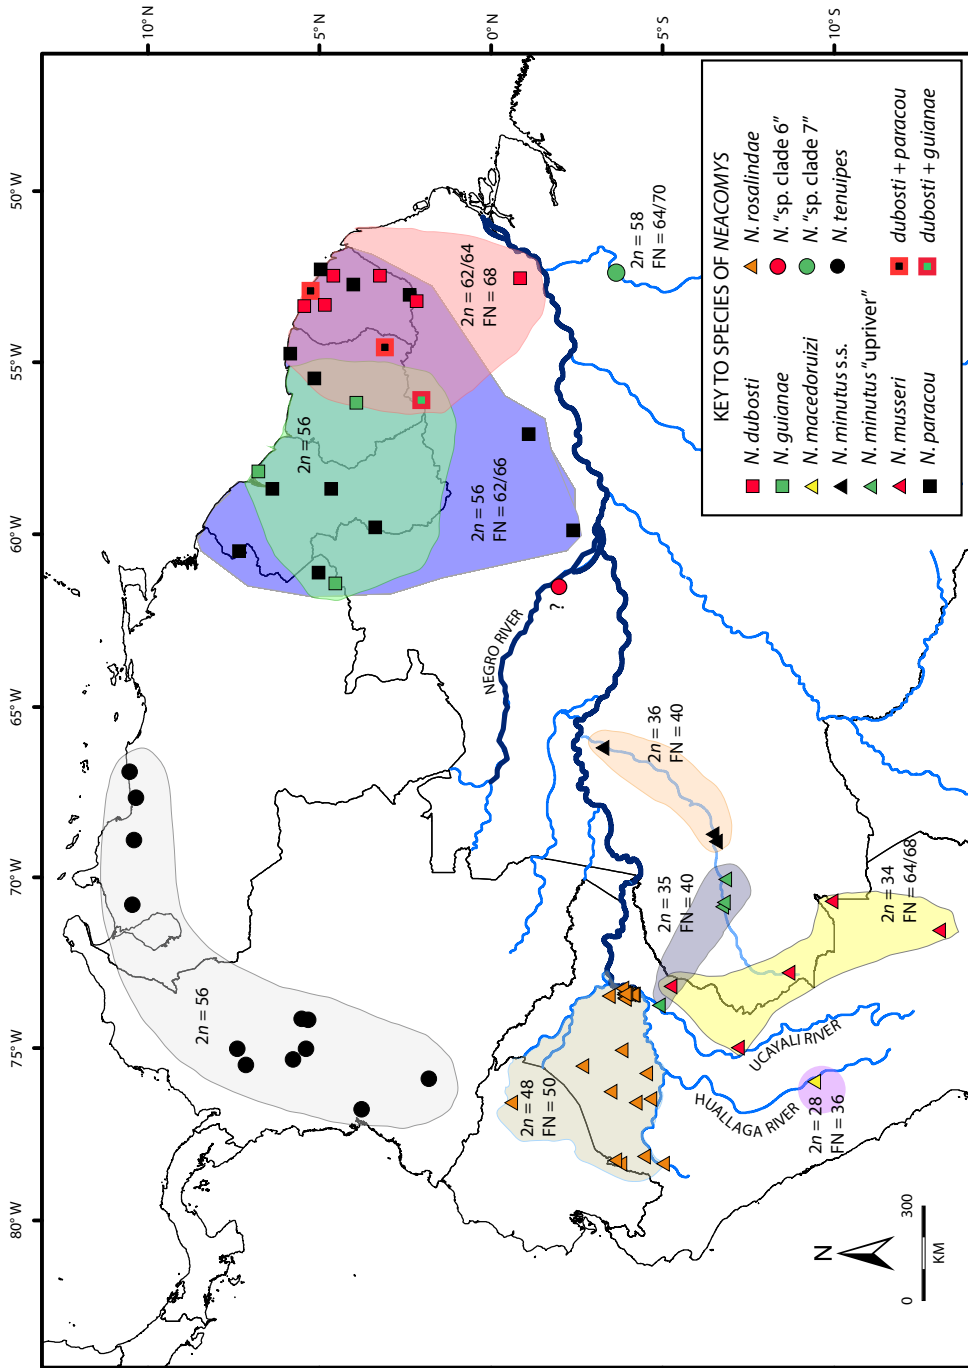 10° N
5° N
0° N
5° S
10° S
50° W
55° W
60° W
65° W
70° W
75° W
80° W
2n = 62/64
FN = 68
2n = 58
FN = 64/70
2n = 56
2n = 56
FN = 62/66
?
NEGRO RIVER
2n = 36
FN = 40
2n = 35
FN = 40
2n = 34
FN = 64/68
2n = 56
2n = 48
FN = 50
UCAYALI RIVER
HUALLAGA RIVER
2n = 28
FN = 36
N
0
300
KM
KEY TO SPECIES OF NEACOMYS
N. dubosti
N. guianae
N. macedoruizi
N. minutus s.s.
N. minutus "upriver"
N. musseri
N. paracou
N. rosalindae
N. "sp. clade 6"
N. "sp. clade 7"
N. tenuipes
dubosti + paracou
dubosti + guianae